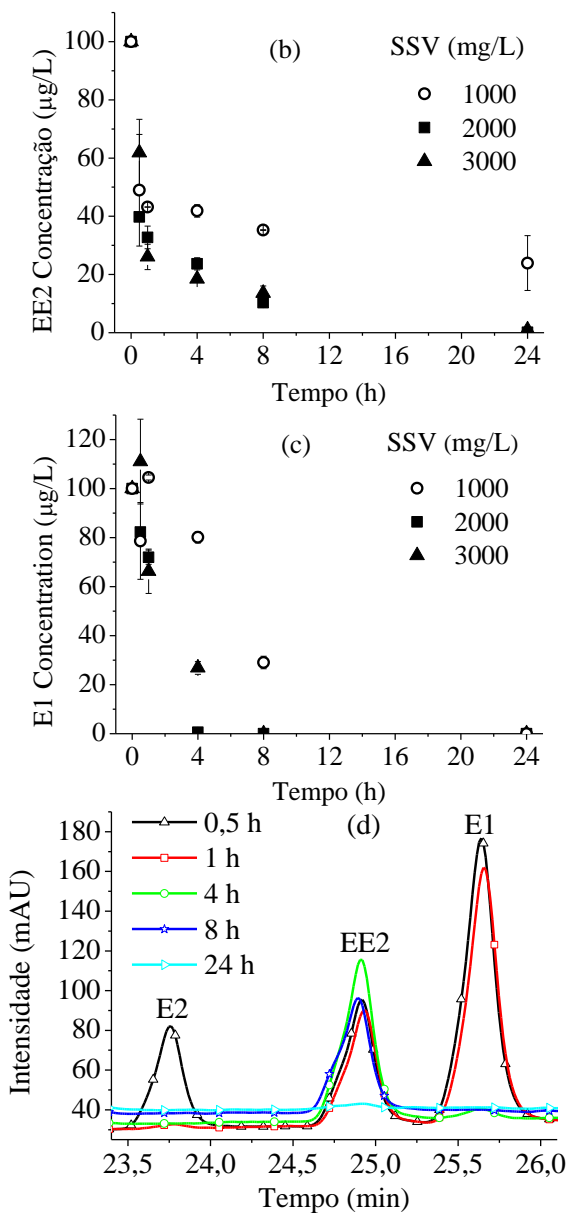 100
80
60
40
20
0
EE2 Concentração (µg/L)
(b)
SSV (mg/L)
1000
2000
3000
0 4 8 12 16 20 24
Tempo (h)
120
100
80
60
40
20
0
E1 Concentration (µg/L)
(c)
SSV (mg/L)
1000
2000
3000
0 4 8 12 16 20 24
Tempo (h)
180
160
140
120
100
80
60
40
Intensidade (mAU)
0,5 h
1 h
4 h
8 h
24 h
(d)
E1
EE2
E2
23,5 24,0 24,5 25,0 25,5 26,0
Tempo (min)